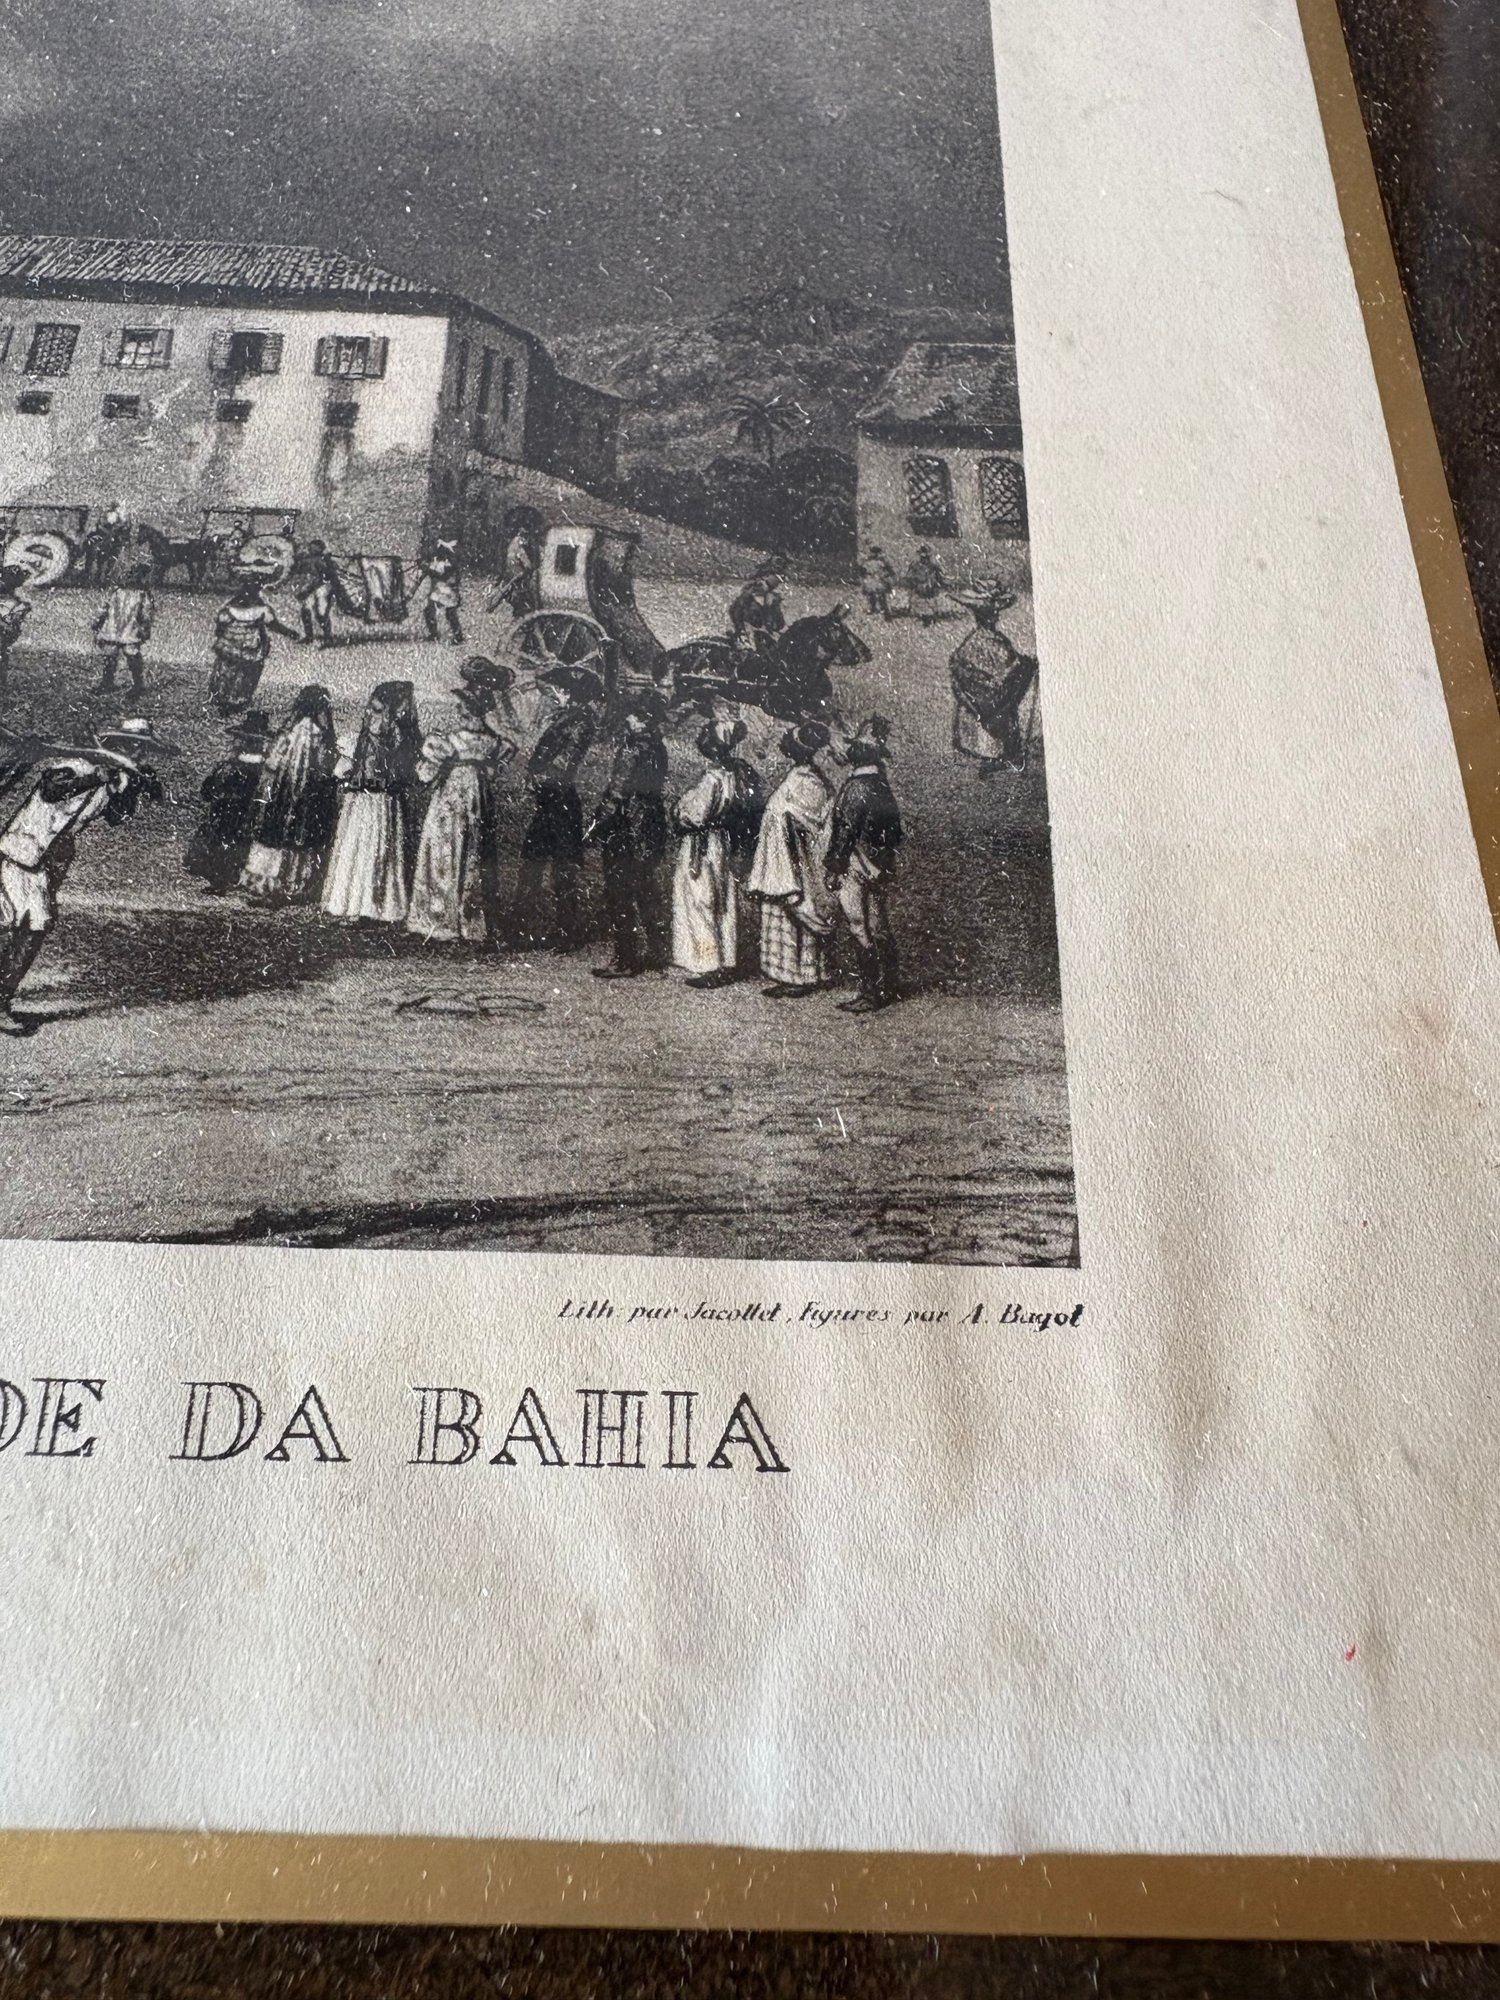 Lith: par Jacottet, Figures par A. Bayot
DE DA BAHIA